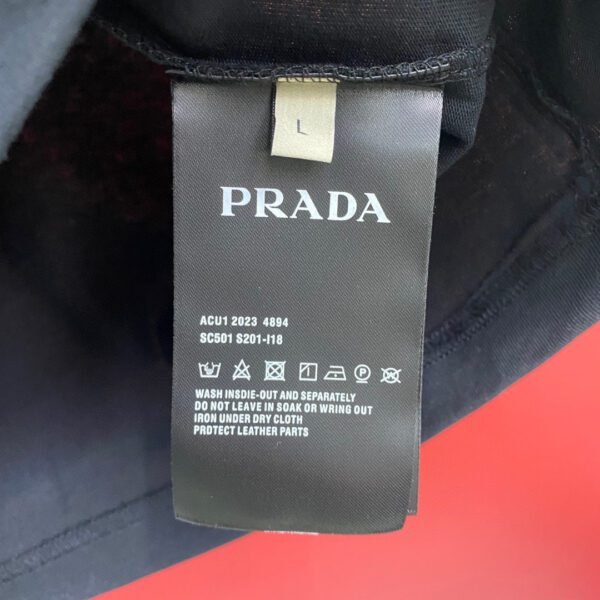 L
PRADA
ACU1 2023 4894
SC501 S201-I18
P
WASH INSDIE-OUT AND SEPARATELY
DO NOT LEAVE IN SOAK OR WRING OUT
IRON UNDER DRY CLOTH
PRDTECT LEATHER PARTS